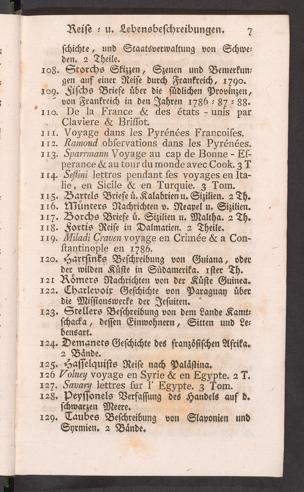 Reise: u. Lebensbeschreibungen. 7
schichte, und Staatsverwaltung von Schwe-
den. 2 Theile.
108. Storchs Skizzen, Szenen und Bemerkun-
gen auf einer Reise durch Frankreich, 1790.
109. Fischs Briefe über die südlichen Provinzen,
von Frankreich in den Jahren 1786 : 87 : 88.
110. De la France & des états - unis par
Claviere & Brissot.
111. Voyage dans les Pyrénées Francoises.
112. Ramond observations dans les Pyrénées.
113. Sparrmann Voyage au cap de Bonne - Es-
perance & au tour du monde avec Cook. 3 T
114. Sestini lettres pendant ses voyages en Ita-
lie, en Sicile & en Turquie. 3 Tom.
115. Bartels Briefe ü. Kalabrien u. Sizilien. 2 Th.
116. Münters Nachrichten v. Neapel u. Sizilien.
117. Borchs Briefe ü. Sizilien u. Maltha. 2 Th.
118. Fortis Reise in Dalmatien. 2 Theile.
119. Miladi Craven voyage en Crimée & a Con-
stantinople en 1786.
120. Hartsinks Beschreibung von Guiana, oder
der wilden Küste in Südamerika. 1ster Th.
121 Römers Nachrichten von der Küste Guinea.
122. Charlevoir Geschichte von Paraguay über
die Missionswerke der Jesuiten.
123. Stellers Beschreibung von dem Lande Kamt-
schacka, dessen Einwohnern, Sitten und Le-
bensart.
124. Demanets Geschichte des französischen Afrika.
2 Bände.
125. Hasselquists Reise nach Palästina.
126 Volney voyage en Syrie & en Egypte. 2 T.
127. Savary lettres sur l' Egypte. 3 Tom.
128. Peyssonels Verfassung des Handels auf d.
schwarzen Meere.
129. Taubes Beschreibung von Slavonien und
Syrmien. 2 Bände.